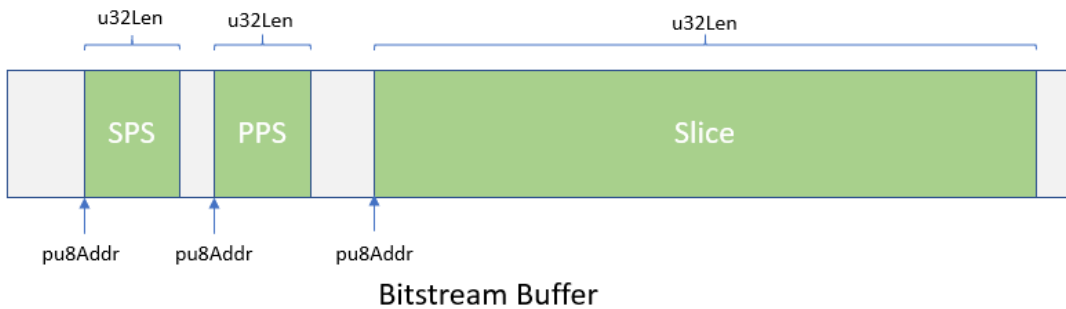 u32Len
u32Len
u32Len
SPS
PPS
Slice
pu8Addr
pu8Addr
pu8Addr
Bitstream Buffer